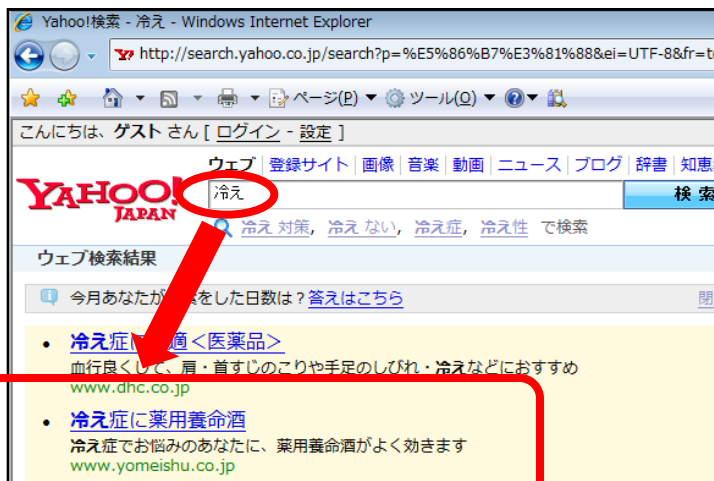 Yahoo!検索 - 冷え - Windows Internet Explorer
http://search.yahoo.co.jp/search?p=%E5%86%B7%E3%81%88&ei=UTF-8&fr=t
ページ(P) ツール(O)
こんにちは、ゲスト さん [ ログイン - 設定 ]
ウェブ 登録サイト 画像 音楽 動画 ニュース ブログ 辞書 知恵
YAHOO!
JAPAN
冷え
検索
冷え 対策, 冷え ない, 冷え症, 冷え性 で検索
ウェブ検索結果
今月あなたが をした日数は？答えはこちら
閉
• 冷え症に 適＜医薬品＞
血行良くして、肩・首すじのこりや手足のしびれ・冷えなどにおすすめ
www.dhc.co.jp
• 冷え症に薬用養命酒
冷え症でお悩みのあなたに、薬用養命酒がよく効きます
www.yomeishu.co.jp